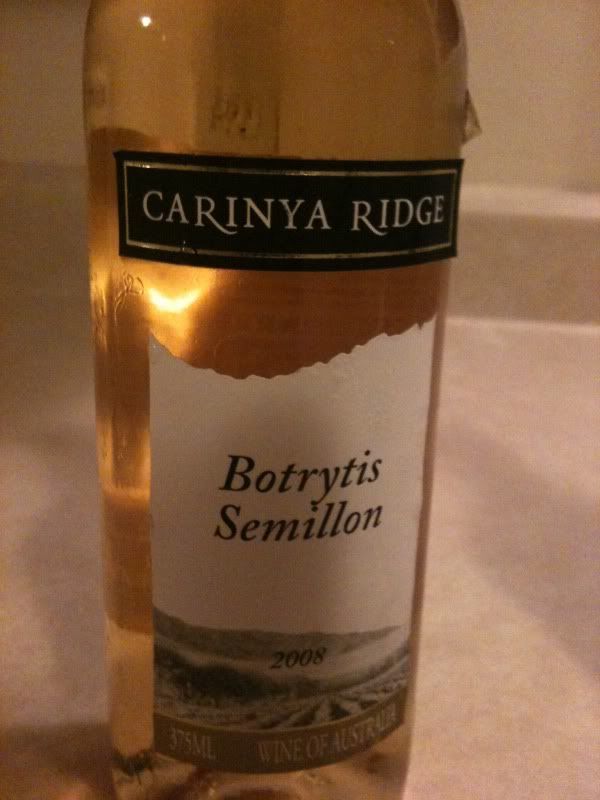 CARINYA RIDGE
Botrytis
Semillon
2008
375ML WINE OF AUSTRALIA